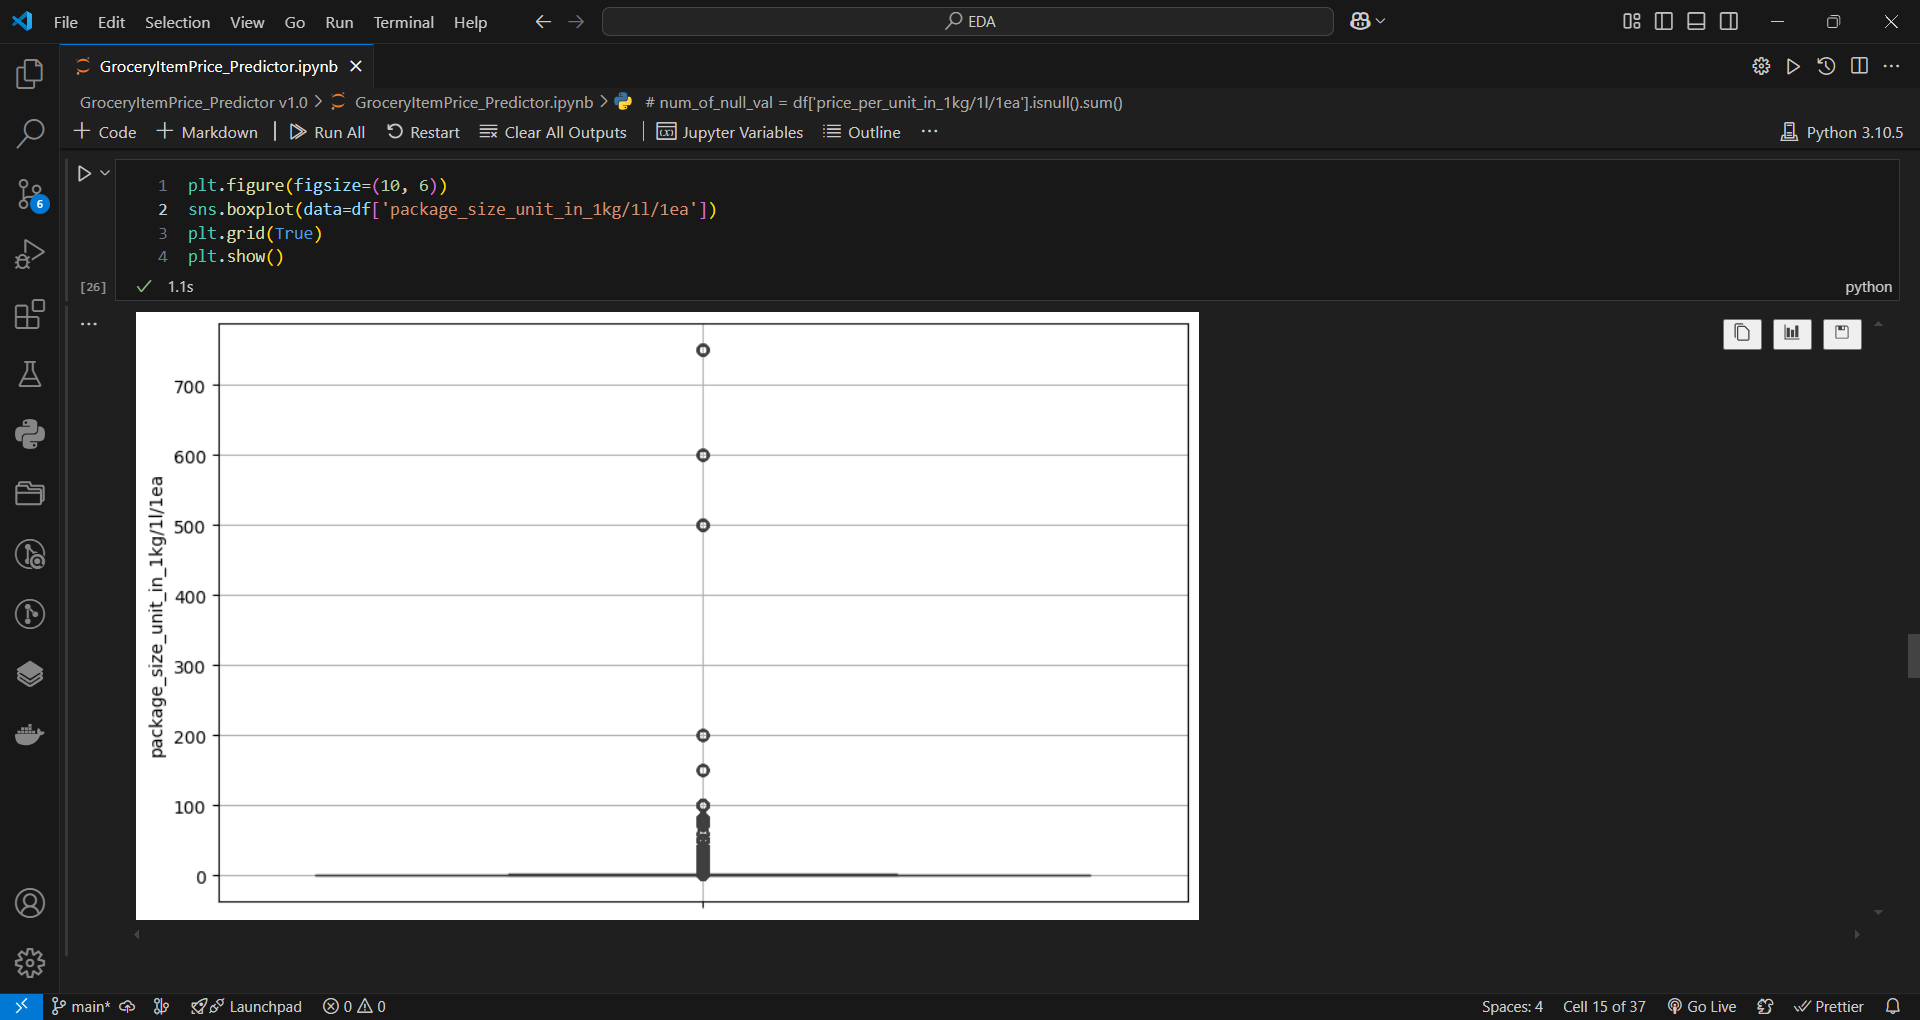 File Edit Selection View Go Run Terminal Help EDA
GroceryItemPrice_Predictor.ipynb
GroceryItemPrice_Predictor v1.0 > GroceryItemPrice_Predictor.ipynb > # num_of_null_val = df['price_per_unit_in_1kg/1l/1ea'].isnull().sum()
+ Code + Markdown | Run All Restart Clear All Outputs | Jupyter Variables Outline ... Python 3.10.5
1 plt.figure(figsize=(10, 6))
2 sns.boxplot(data=df['package_size_unit_in_1kg/1l/1ea'])
3 plt.grid(True)
4 plt.show()
[26] 1.1s python
6
700
600
500
400
300
200
100
0
package_size_unit_in_1kg/1l/1ea
main* Launchpad 0 0 Spaces: 4 Cell 15 of 37 Go Live Prettier